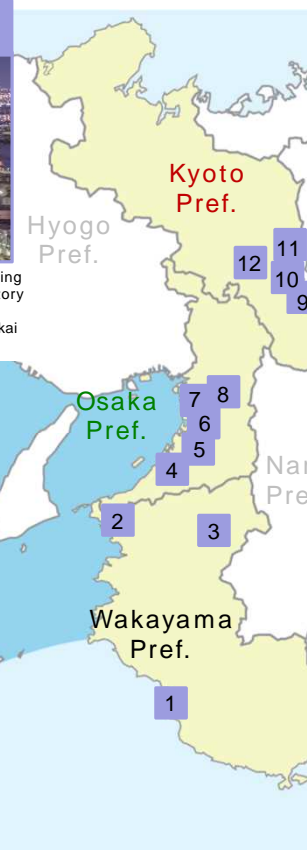 Kyoto
Pref.
Hyogo
Pref.
11
12
10
9
ing
tory
kai
Osaka
Pref.
7
8
6
5
4
Nar
Pre
2
3
Wakayama
Pref.
1